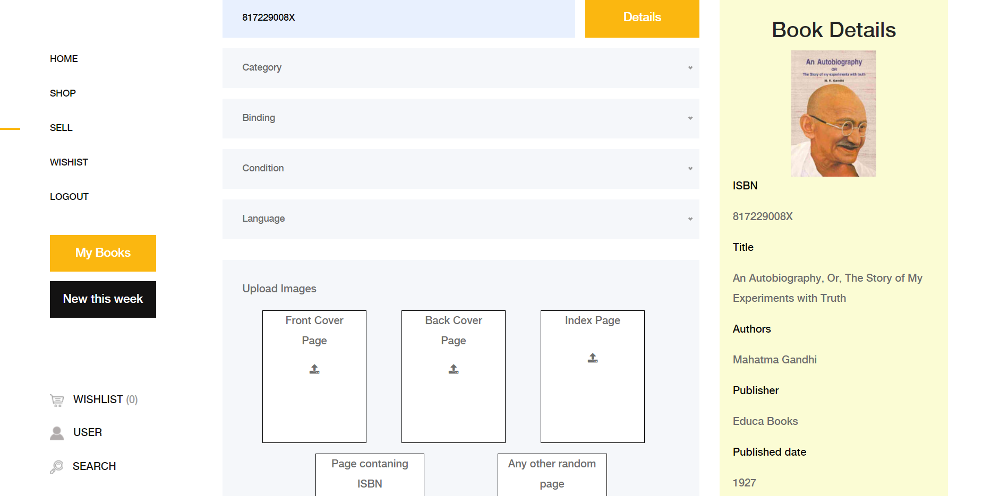 HOME
SHOP
SELL
WISHIST
LOGOUT
My Books
New this week
WISHLIST (0)
USER
SEARCH
817229008X
Details
Category
Binding
Condition
Language
Upload Images
Front Cover
Page
Back Cover
Page
Index Page
Page contaning
ISBN
Any other random
page
Book Details
An Autobiography
OR
The Story of my experiments with truth
M. K. Gandhi
ISBN
817229008X
Title
An Autobiography, Or, The Story of My
Experiments with Truth
Authors
Mahatma Gandhi
Publisher
Educa Books
Published date
1927